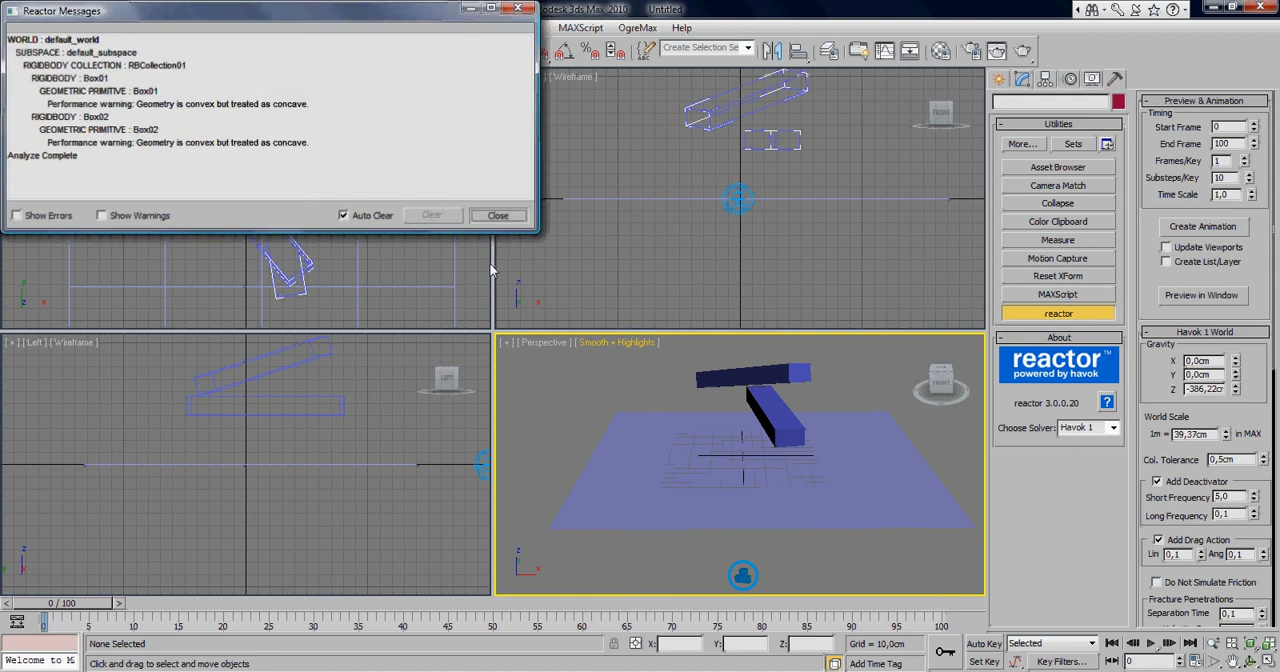 Reactor Messages
WORLD : default_world
SUBSPACE : default_subspace
RIGIDBODY COLLECTION : RBCollection01
RIGIDBODY : Box01
GEOMETRIC PRIMITIVE : Box01
Performance warning: Geometry is convex but treated as concave.
RIGIDBODY : Box02
GEOMETRIC PRIMITIVE : Box02
Performance warning: Geometry is convex but treated as concave.
Analyze Complete
Show Errors
Show Warnings
Auto Clear
Clear
Close
odesk 3ds Max 2010 Untitled
MAXScript OgreMax Help
Create Selection Se
Wireframe ]
FRONT
[ + ] [ Left ] [ Wireframe ]
LEFT
[ + ] [ Perspective ] [ Smooth + Highlights ]
FRONT
Utilities
More... Sets
Asset Browser
Camera Match
Collapse
Color Clipboard
Measure
Motion Capture
Reset XForm
MAXScript
reactor
About
reactor™
powered by havok
reactor 3.0.0.20
Choose Solver: Havok 1
Preview & Animation
Timing
Start Frame 0
End Frame 100
Frames/Key 1
Substeps/Key 10
Time Scale 1,0
Create Animation
Update Viewports
Create List/Layer
Preview in Window
Havok 1 World
Gravity
X 0,0cm
Y 0,0cm
Z -386,22cr
World Scale
1m = 39,37cm in MAX
Col. Tolerance 0,5cm
Add Deactivator
Short Frequency 5,0
Long Frequency 0,1
Add Drag Action
Lin 0,1 Ang 0,1
Do Not Simulate Friction
Fracture Penetrations
Separation Time 0,1
0 / 100
0 5 10 15 20 25 30 35 40 45 50 55 60 65 70 75 80 85 90 95 100
None Selected
X: Y: Z:
Grid = 10,0cm
Auto Key Selected
Welcome to M
Click and drag to select and move objects
Add Time Tag
Set Key Key Filters...
0